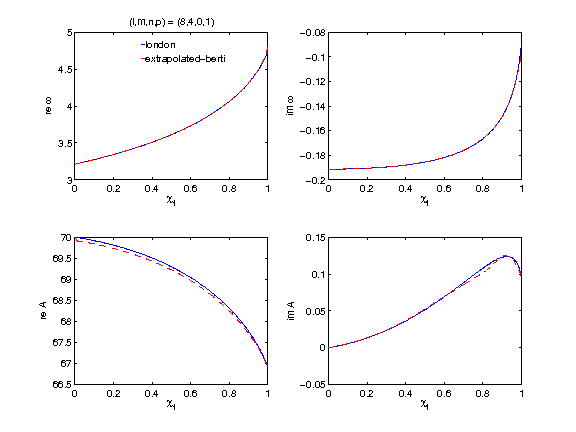 (l,m,n,p) = (8,4,0,1)
london
extrapolated-berti
re ω
5
4.5
4
3.5
3
0 0.2 0.4 0.6 0.8 1
χf
im ω
-0.08
-0.1
-0.12
-0.14
-0.16
-0.18
-0.2
0 0.2 0.4 0.6 0.8 1
χf
re A
70
69.5
69
68.5
68
67.5
67
66.5
0 0.2 0.4 0.6 0.8 1
χf
im A
0.15
0.1
0.05
0
-0.05
0 0.2 0.4 0.6 0.8 1
χf